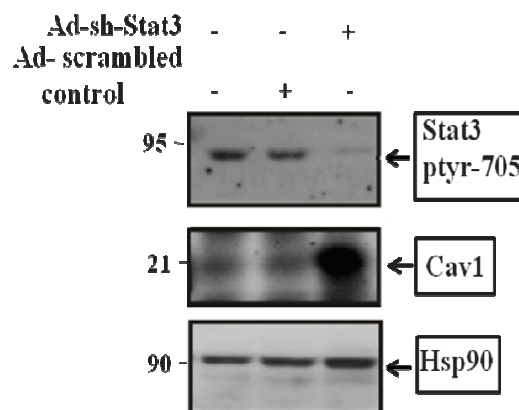 Ad-sh-Stat3 - - +
Ad- scrambled
control - + -
95 -
Stat3
ptyr-705
21 -
Cav1
90 -
Hsp90